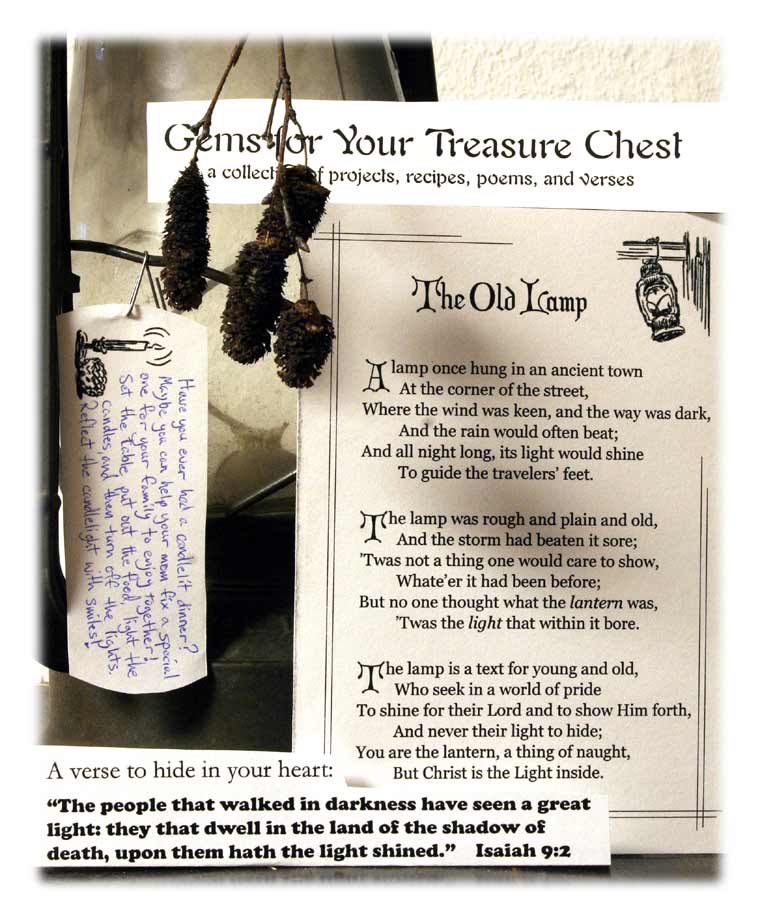 Gems for Your Treasure Chest
a collection of projects, recipes, poems, and verses
The Old Lamp
A lamp once hung in an ancient town
At the corner of the street,
Where the wind was keen, and the way was dark,
And the rain would often beat;
And all night long, its light would shine
To guide the travelers’ feet.
The lamp was rough and plain and old,
And the storm had beaten it sore;
’Twas not a thing one would care to show,
Whate’er it had been before;
But no one thought what the lantern was,
’Twas the light that within it bore.
The lamp is a text for young and old,
Who seek in a world of pride
To shine for their Lord and to show Him forth,
And never their light to hide;
You are the lantern, a thing of naught,
But Christ is the Light inside.
Have you ever had a candlelit dinner?
Maybe you can help your mom fix a special
one for your family to enjoy together!
Set the table, put out the food, light the
candles, and then turn off the lights.
Reflect the candlelight with smiles!
A verse to hide in your heart:
“The people that walked in darkness have seen a great
light: they that dwell in the land of the shadow of
death, upon them hath the light shined.” Isaiah 9:2